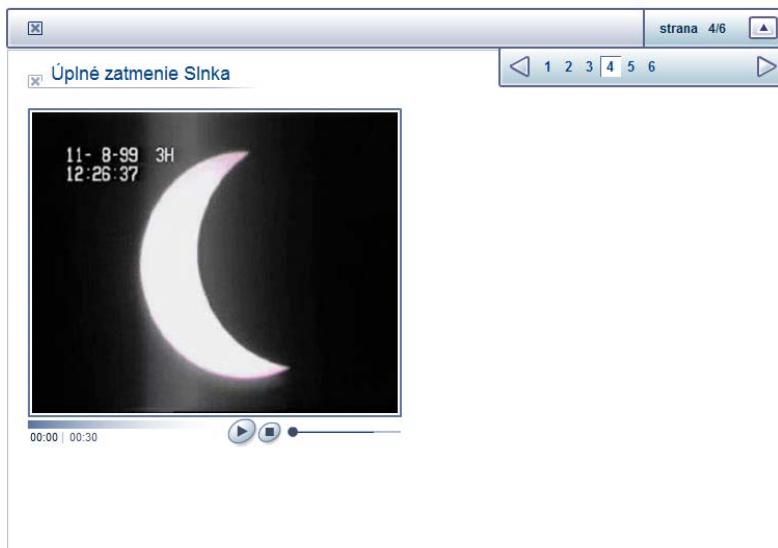 strana 4/6
1 2 3 4 5 6
Úplné zatmenie Slnka
11- 8-99 3H
12:26:37
00:00 | 00:30